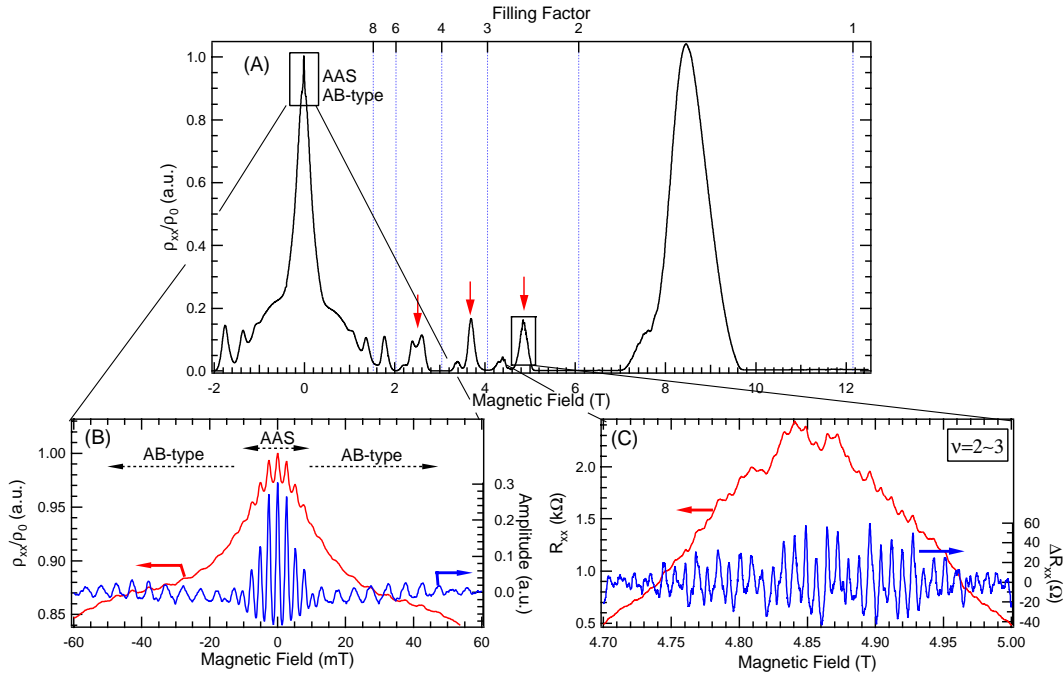 Filling Factor
8 6 4 3 2 1
(A)
AAS
AB-type
ρxx/ρ0 (a.u.)
1.0
0.8
0.6
0.4
0.2
0.0
-2 0 2 4 6 8 10 12
Magnetic Field (T)
(B)
AAS
AB-type AB-type
ρxx/ρ0 (a.u.)
1.00
0.95
0.90
0.85
0.3
0.2
0.1
0.0
Amplitude (a.u.)
-60 -40 -20 0 20 40 60
Magnetic Field (mT)
(C)
ν=2~3
Rxx (kΩ)
2.0
1.5
1.0
0.5
60
40
20
0
-20
-40
ΔRxx (Ω)
4.70 4.75 4.80 4.85 4.90 4.95 5.00
Magnetic Field (T)